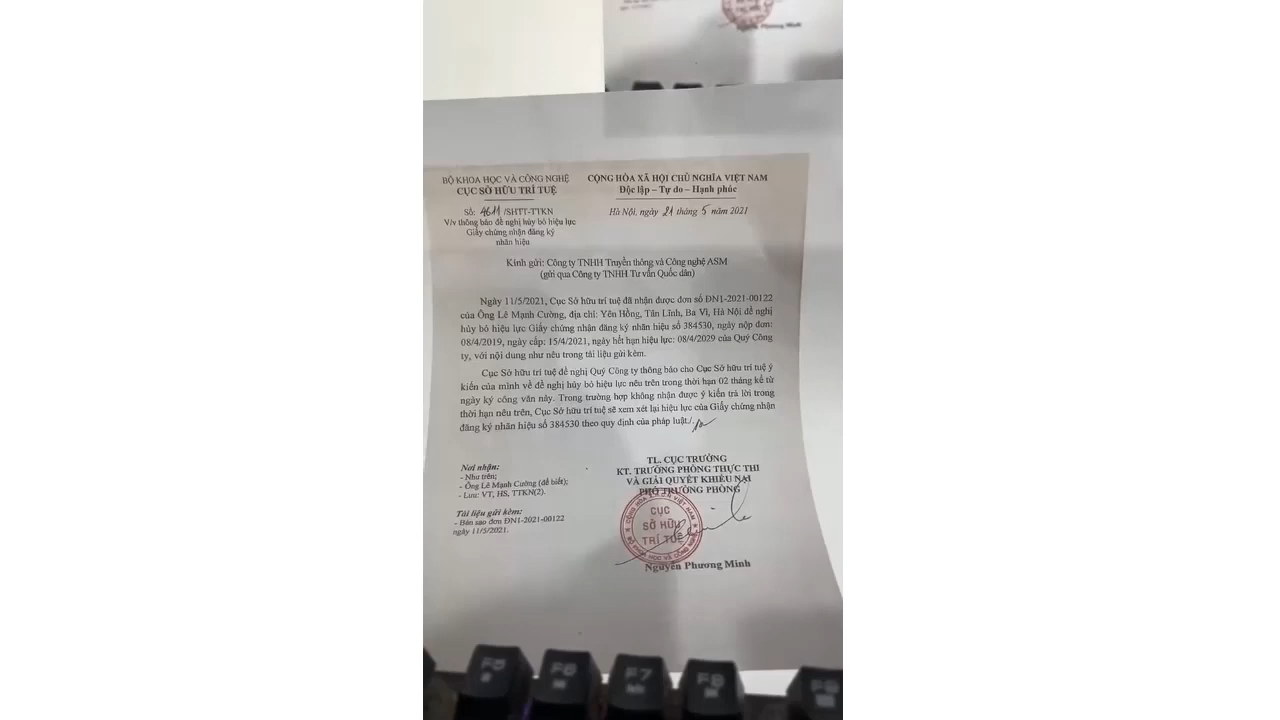 Phương Minh
BỘ KHOA HỌC VÀ CÔNG NGHỆ
CỤC SỞ HỮU TRÍ TUỆ
CỘNG HÒA XÃ HỘI CHỦ NGHĨA VIỆT NAM
Độc lập – Tự do – Hạnh phúc
Số: 4611 /SHTT-TTKN
V/v thông báo đề nghị hủy bỏ hiệu lực
Giấy chứng nhận đăng ký
nhãn hiệu
Hà Nội, ngày 21 tháng 5 năm 2021
Kính gửi: Công ty TNHH Truyền thông và Công nghệ ASM
(gửi qua Công ty TNHH Tư vấn Quốc dân)
Ngày 11/5/2021, Cục Sở hữu trí tuệ đã nhận được đơn số ĐN1-2021-00122
của Ông Lê Mạnh Cường, địa chỉ: Yên Hồng, Tản Lĩnh, Ba Vì, Hà Nội đề nghị
hủy bỏ hiệu lực Giấy chứng nhận đăng ký nhãn hiệu số 384530, ngày nộp đơn:
08/4/2019, ngày cấp: 15/4/2021, ngày hết hạn hiệu lực: 08/4/2029 của Quý Công
ty, với nội dung như nêu trong tài liệu gửi kèm.
Cục Sở hữu trí tuệ đề nghị Quý Công ty thông báo cho Cục Sở hữu trí tuệ ý
kiến của mình về đề nghị hủy bỏ hiệu lực nêu trên trong thời hạn 02 tháng kể từ
ngày ký công văn này. Trong trường hợp không nhận được ý kiến trả lời trong
thời hạn nêu trên, Cục Sở hữu trí tuệ sẽ xem xét lại hiệu lực của Giấy chứng nhận
đăng ký nhãn hiệu số 384530 theo quy định của pháp luật./.
Nơi nhận:
- Như trên;
- Ông Lê Mạnh Cường (để biết);
- Lưu: VT, HS, TTKN(2).
Tài liệu gửi kèm:
- Bản sao đơn ĐN1-2021-00122
ngày 11/5/2021.
TL. CỤC TRƯỞNG
KT. TRƯỞNG PHÒNG THỰC THI
VÀ GIẢI QUYẾT KHIẾU NẠI
PHÓ TRƯỞNG PHÒNG
CỤC
SỞ HỮU
TRÍ TUỆ
Nguyễn Phương Minh
F5
F6
F7
F8
F9